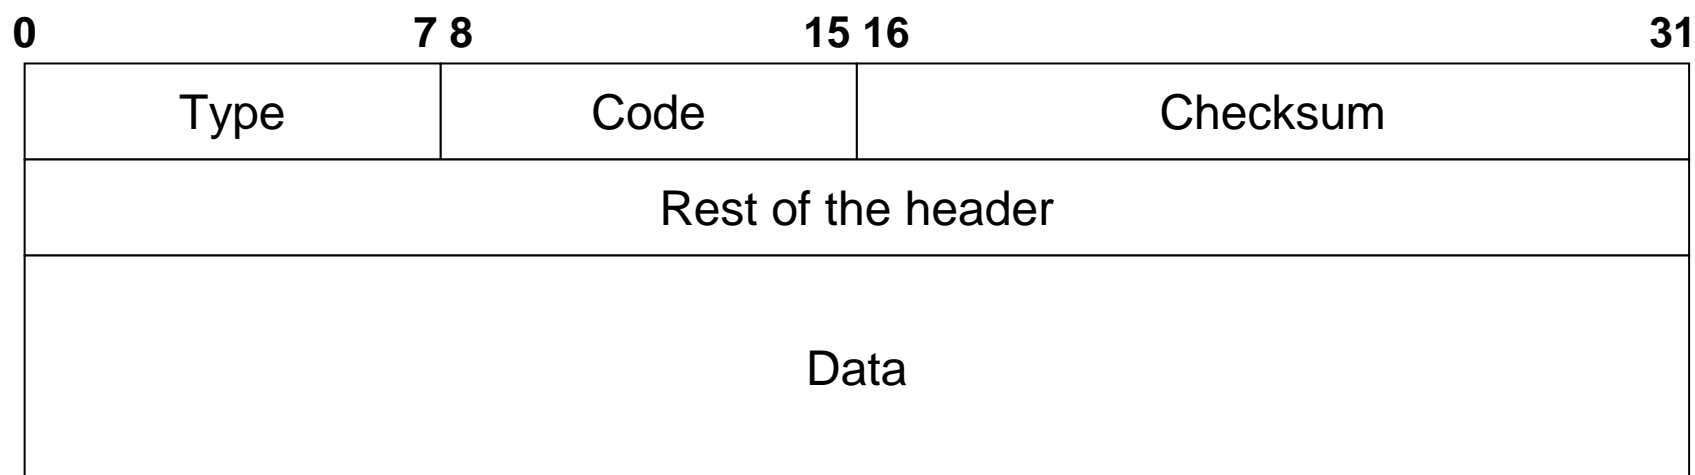 0 7 8 15 16 31
Type Code Checksum
Rest of the header
Data